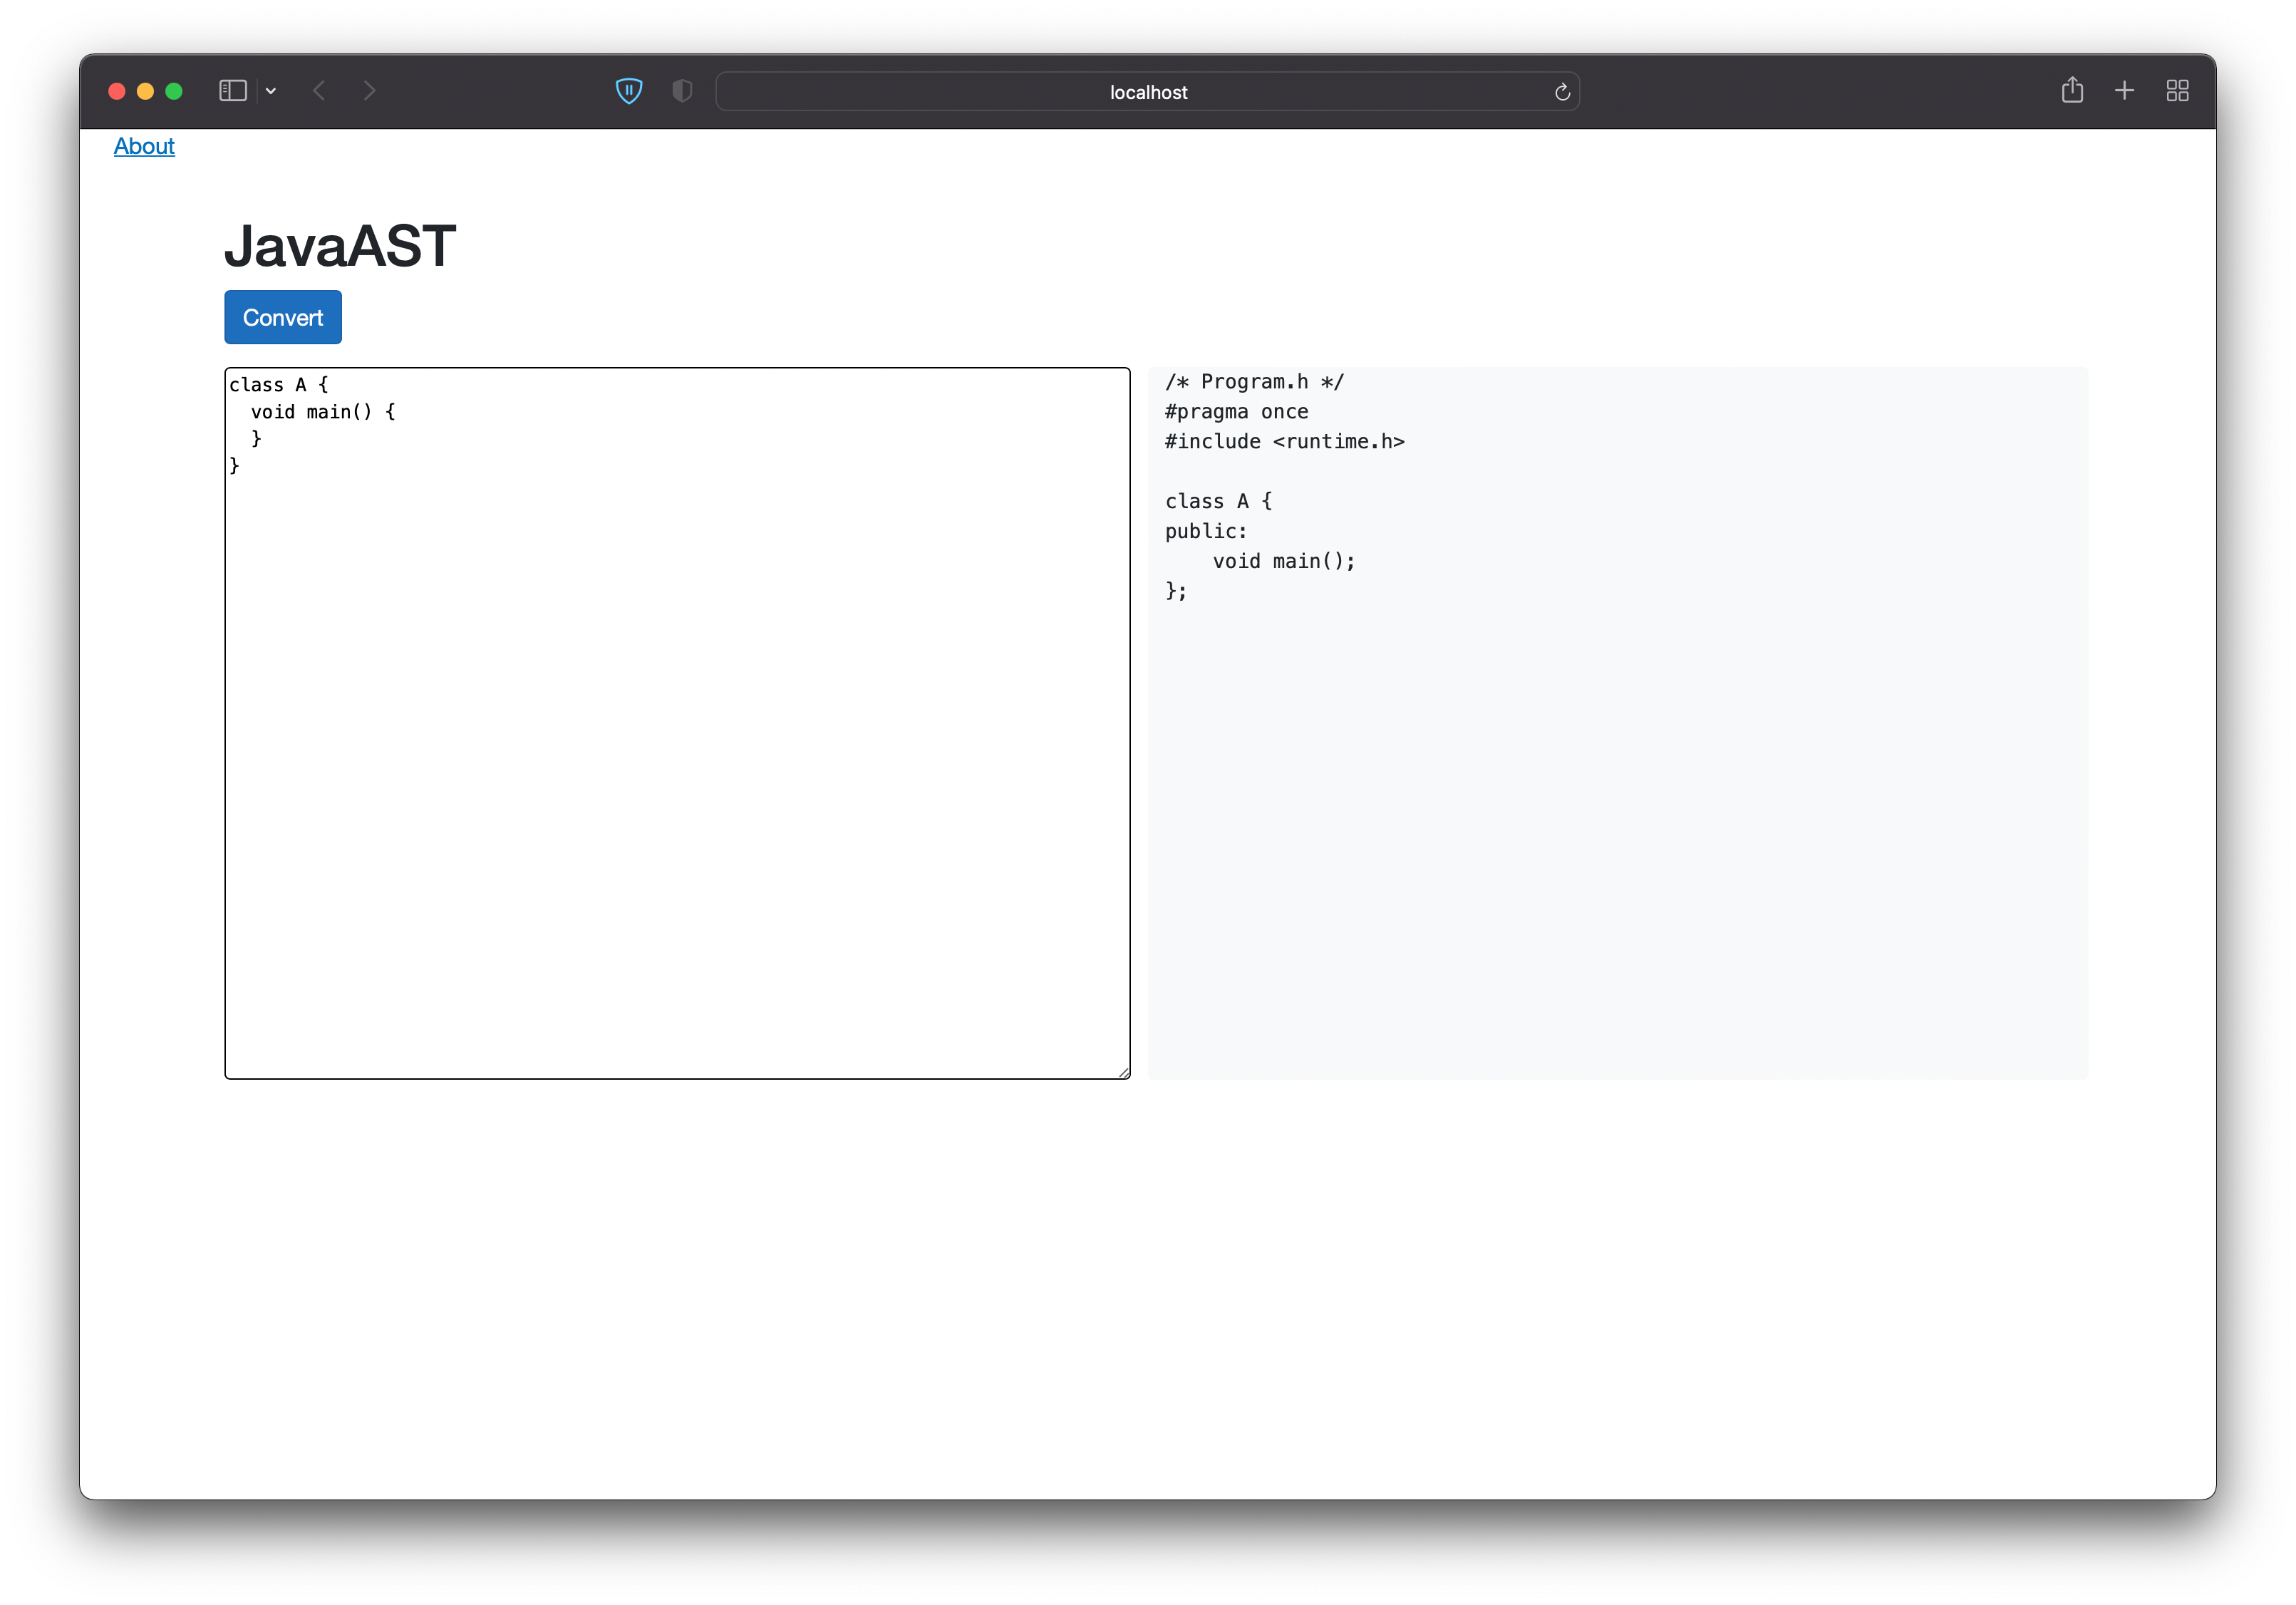 localhost
About
JavaAST
Convert
class A {
  void main() {
  }
}
/* Program.h */
#pragma once
#include <runtime.h>

class A {
public:
    void main();
};